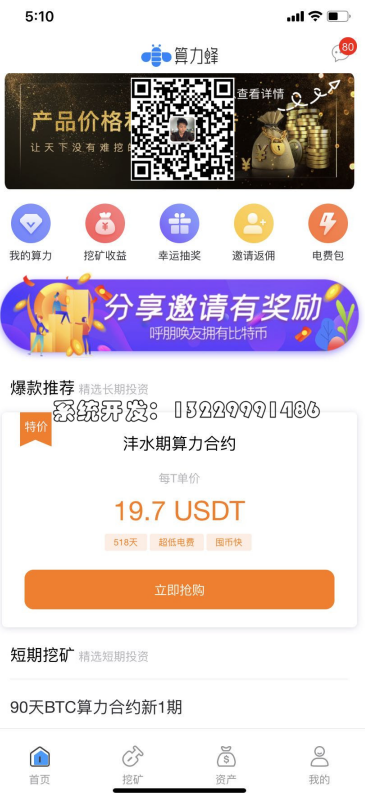 5:10
算力蜂
80
产品价格利
查看详情
让天下没有难挖的
我的算力
挖矿收益
幸运抽奖
邀请返佣
电费包
分享邀请有奖励
呼朋唤友拥有比特币
爆款推荐 精选长期投资
系统开发：13229991486
特价
沣水期算力合约
每T单价
19.7 USDT
518天 超低电费 囤币快
立即抢购
短期挖矿 精选短期投资
90天BTC算力合约新1期
首页
挖矿
资产
我的